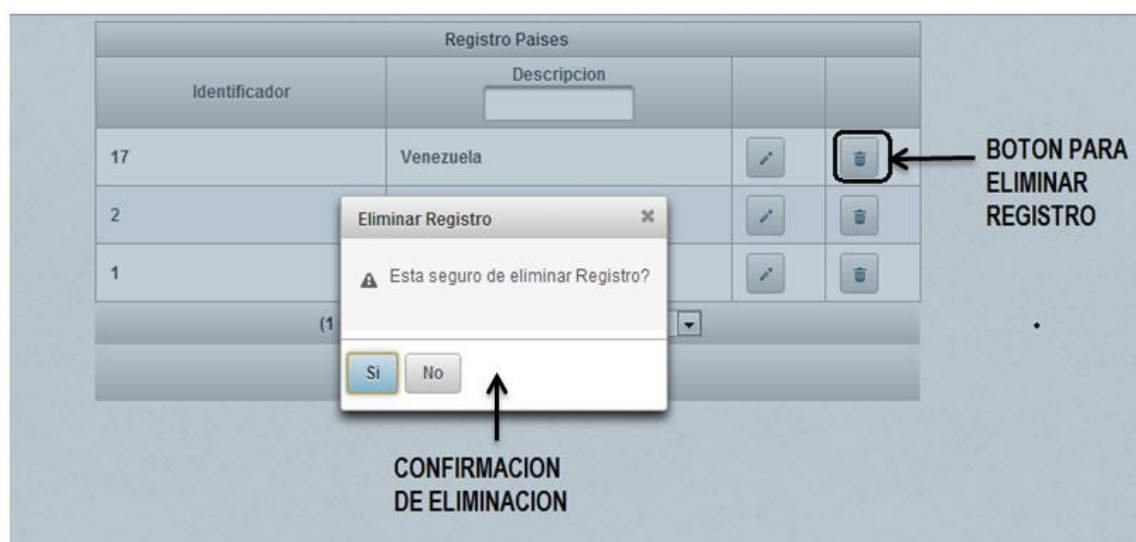 Registro Paises
Identificador
Descripcion
17 Venezuela
BOTON PARA
ELIMINAR
REGISTRO
2
Eliminar Registro
1
Esta seguro de eliminar Registro?
(1
Si No
CONFIRMACION
DE ELIMINACION